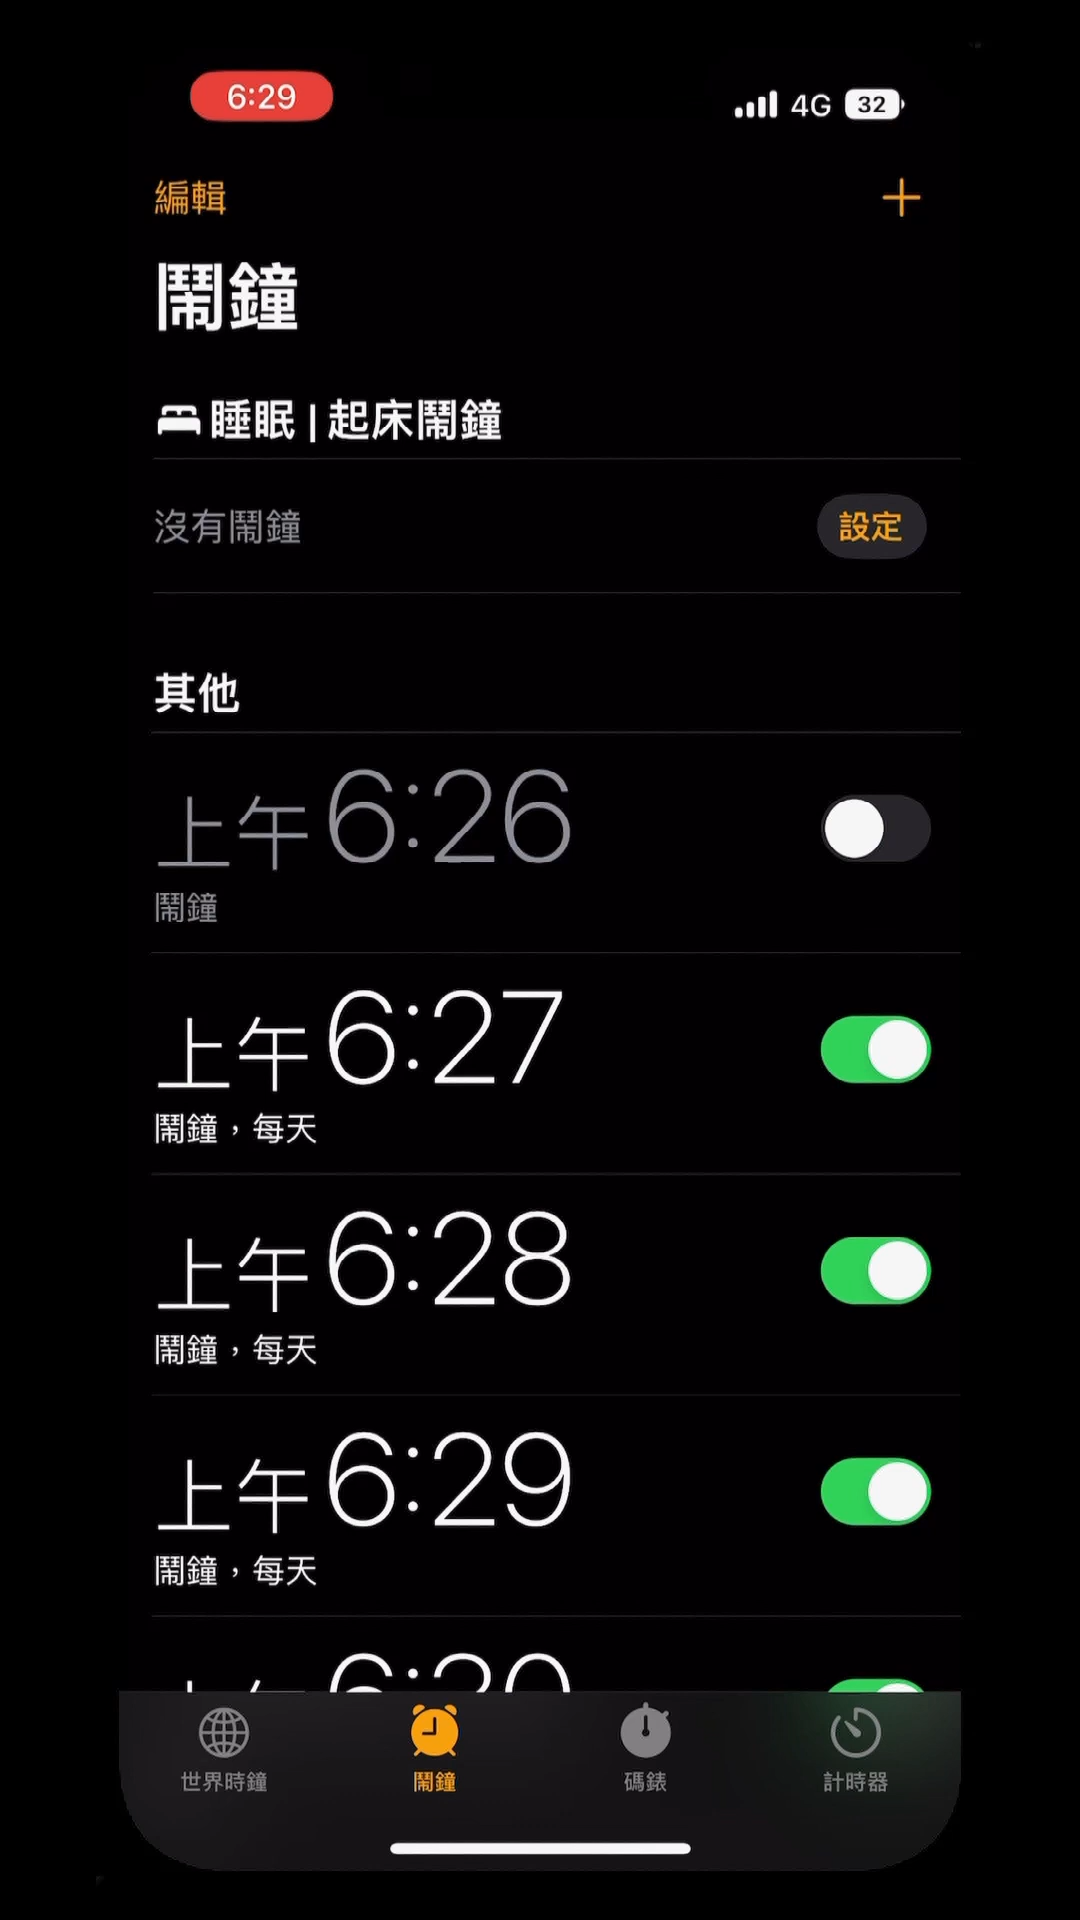 6:29
4G 32
編輯
鬧鐘
睡眠 | 起床鬧鐘
沒有鬧鐘 設定
其他
上午6:26
鬧鐘
上午6:27
鬧鐘，每天
上午6:28
鬧鐘，每天
上午6:29
鬧鐘，每天
世界時鐘 鬧鐘 碼錶 計時器